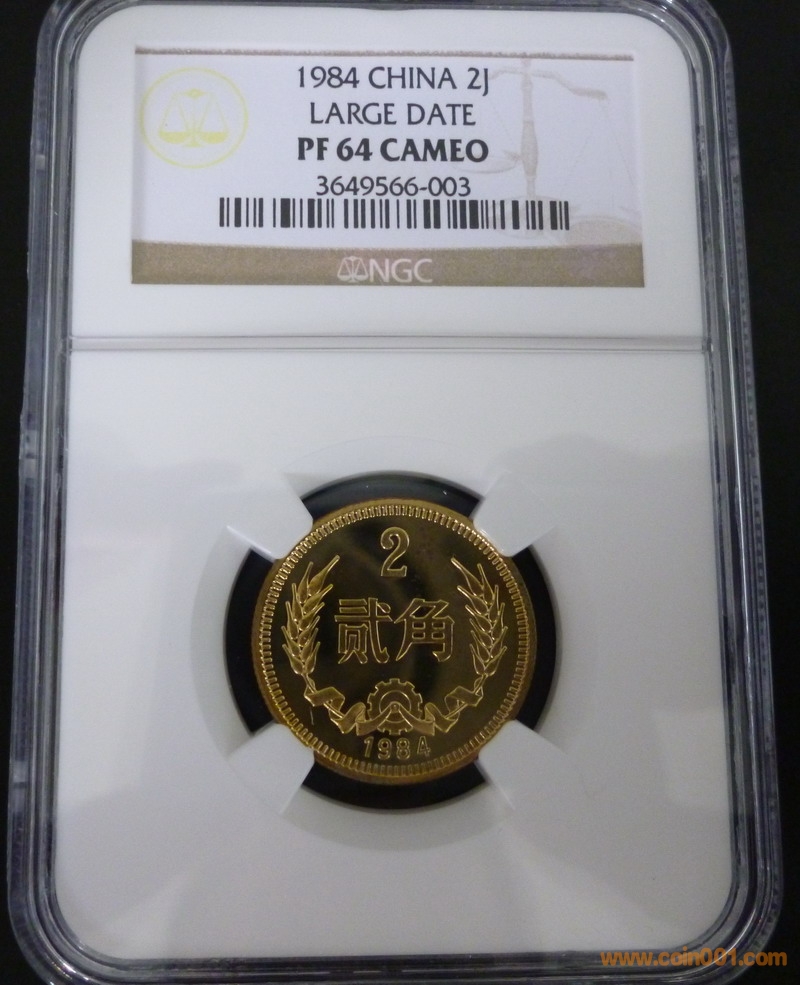 1984 CHINA 2J
LARGE DATE
PF 64 CAMEO
3649566-003
NGC
2
贰角
1984
www.coin001.com